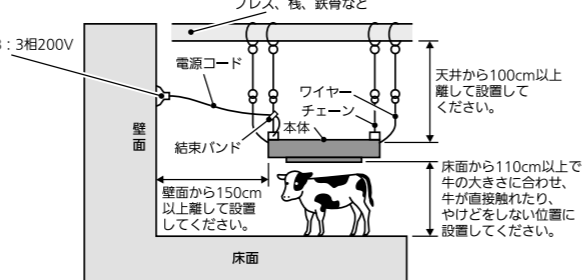 プレス、桟、鉄骨など
：3相200V
電源コード
ワイヤー
チェーン
本体
結束バンド
壁面
天井から100cm以上
離して設置して
ください。
壁面から150cm
以上離して設置
してください。
床面から110cm以上で
牛の大きさに合わせ、
牛が直接触れたり、
やけどをしない位置に
設置してください。
床面